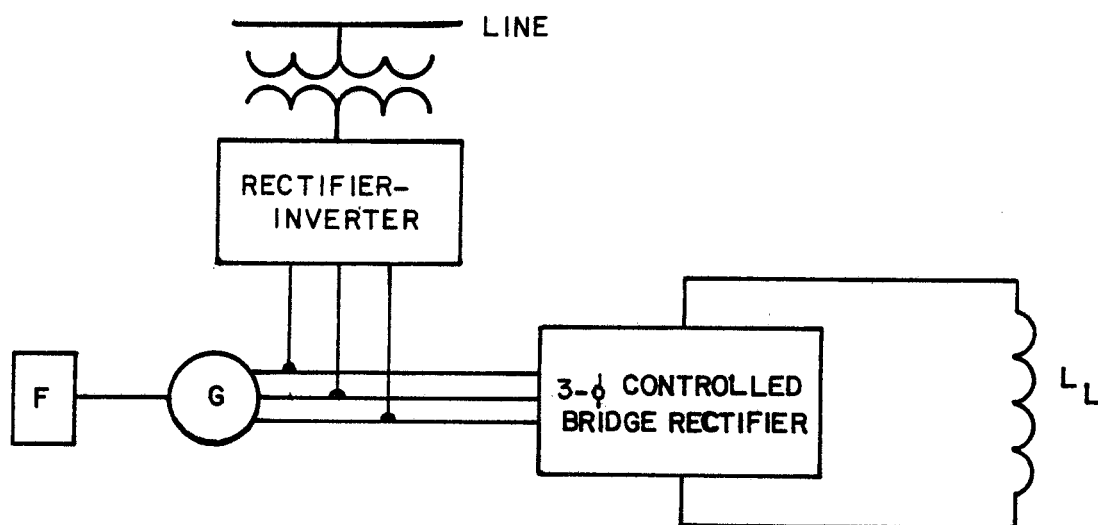 LINE
RECTIFIER-
INVERTER
F
G
3-ϕ CONTROLLED
BRIDGE RECTIFIER
L_L